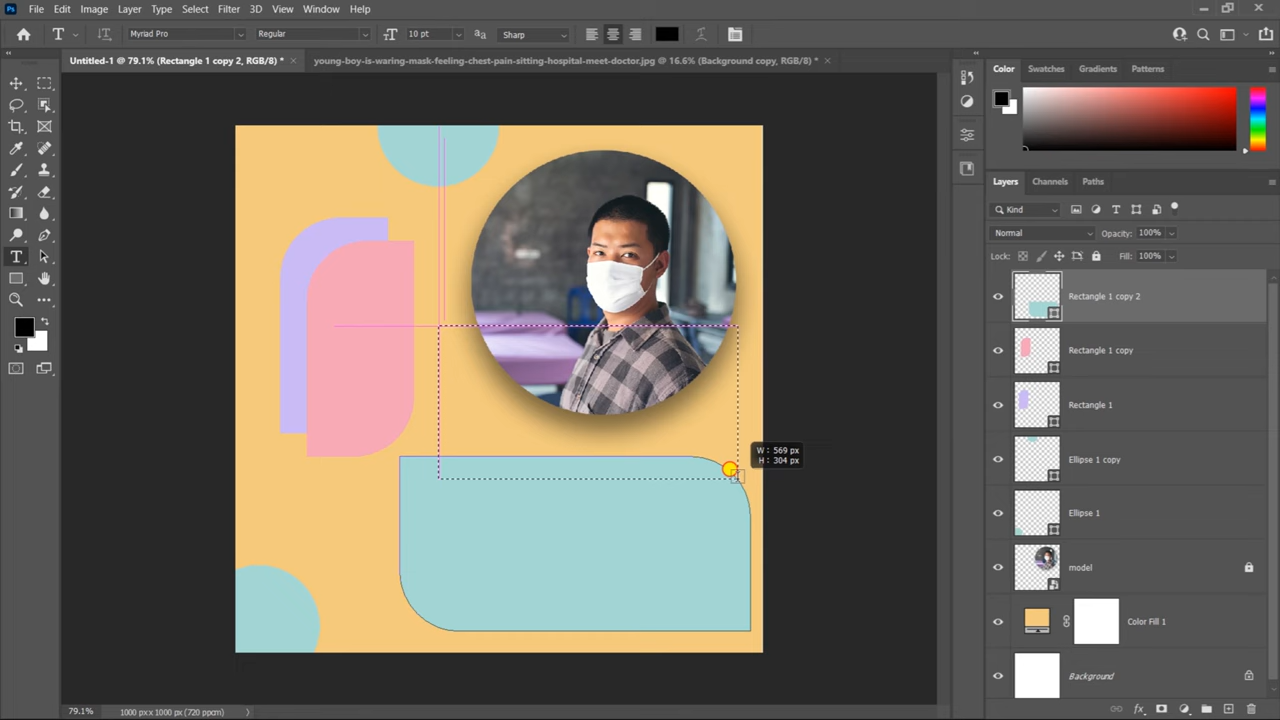 Ps File Edit Image Layer Type Select Filter 3D View Window Help
T Myriad Pro Regular 10 pt Sharp
Untitled-1 @ 79.1% (Rectangle 1 copy 2, RGB/8) * × young-boy-is-waring-mask-feeling-chest-pain-sitting-hospital-meet-doctor.jpg @ 16.6% (Background copy, RGB/8) * ×
Color Swatches Gradients Patterns
Layers Channels Paths
Kind
Normal Opacity: 100%
Lock: Fill: 100%
Rectangle 1 copy 2
Rectangle 1 copy
Rectangle 1
Ellipse 1 copy
W: 569 px
H: 304 px
Ellipse 1
model
Color Fill 1
Background
79.1% 1000 px x 1000 px (720 ppcm)